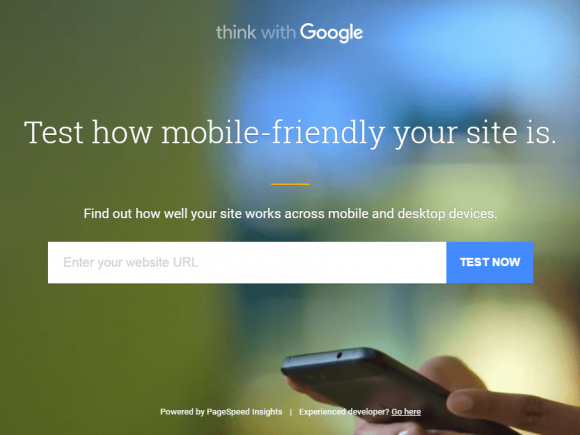 think with Google
Test how mobile-friendly your site is.
Find out how well your site works across mobile and desktop devices.
Enter your website URL
TEST NOW
Powered by PageSpeed Insights | Experienced developer? Go here